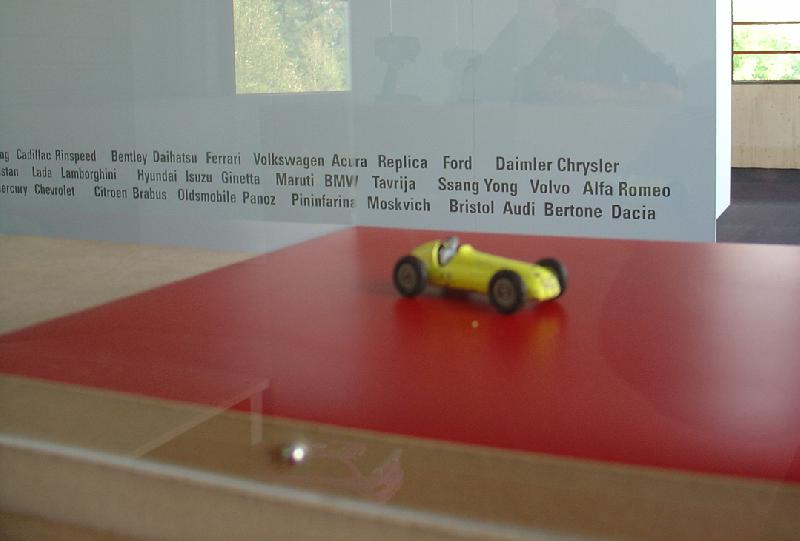 Cadillac Rinspeed Bentley Daihatsu Ferrari Volkswagen Acura Replica Ford Daimler Chrysler
Lada Lamborghini Hyundai Isuzu Ginetta Maruti BMW Tavrija Ssang Yong Volvo Alfa Romeo
Chevrolet Citroen Brabus Oldsmobile Panoz Pininfarina Moskvich Bristol Audi Bertone Dacia